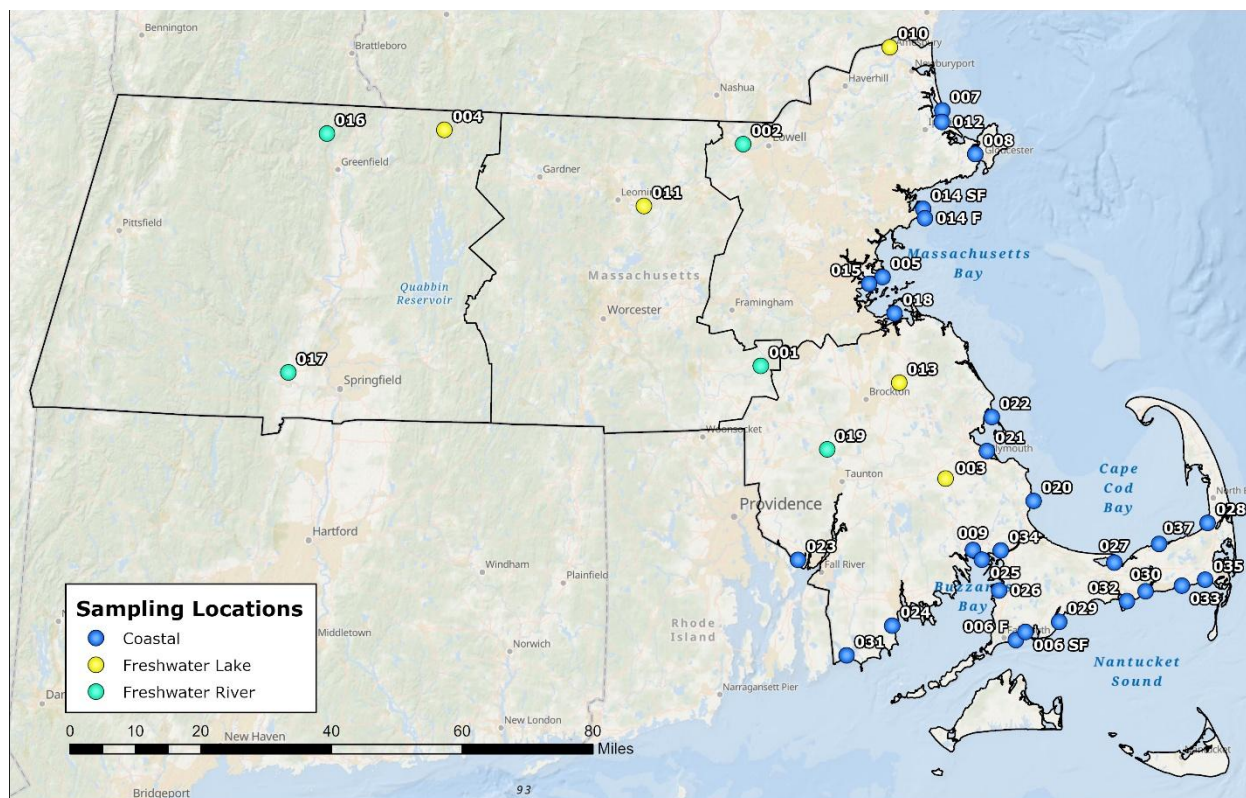 Bennington
Brattleboro
010
Amesbury
Newburyport
Haverhill
Nashua
007
012
016
004
002
Lowell
008
Gloucester
Greenfield
Gardner
Leomin
011
014 SF
014 F
Pittsfield
Massachusetts
Bay
Quabbin
Reservoir
Massachusetts
015
005
Worcester
Framingham
018
017
Springfield
001
013
Brockton
022
Woonsocket
021
lymouth
019
Taunton
003
Cape
Cod
Bay
020
North E
028
Providence
Hartford
009
034
037
027
023
Fall River
025
035
Windham
Plainfield
Buzzards
Bay
026
032
030
033
Sampling Locations
Coastal
Freshwater Lake
Freshwater River
Rhode
Island
024
029
006 F
006 SF
Middletown
Norwich
031
Nantucket
Sound
Narragansett Pier
New London
0 10 20 40 60 80
Miles
New Haven
Nantucket
93
Bridgeport